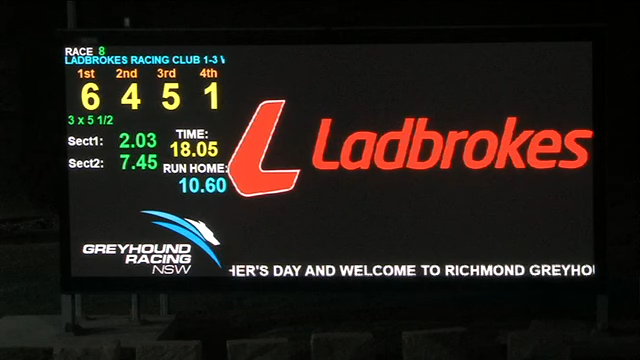 RACE 8
LADBROKES RACING CLUB 1-3 W
1st 2nd 3rd 4th
6 4 5 1
3 x 5 1/2
Sect1: 2.03
Sect2: 7.45
TIME:
18.05
RUN HOME:
10.60
Ladbrokes
GREYHOUND
RACING
NSW
HER'S DAY AND WELCOME TO RICHMOND GREYHOU